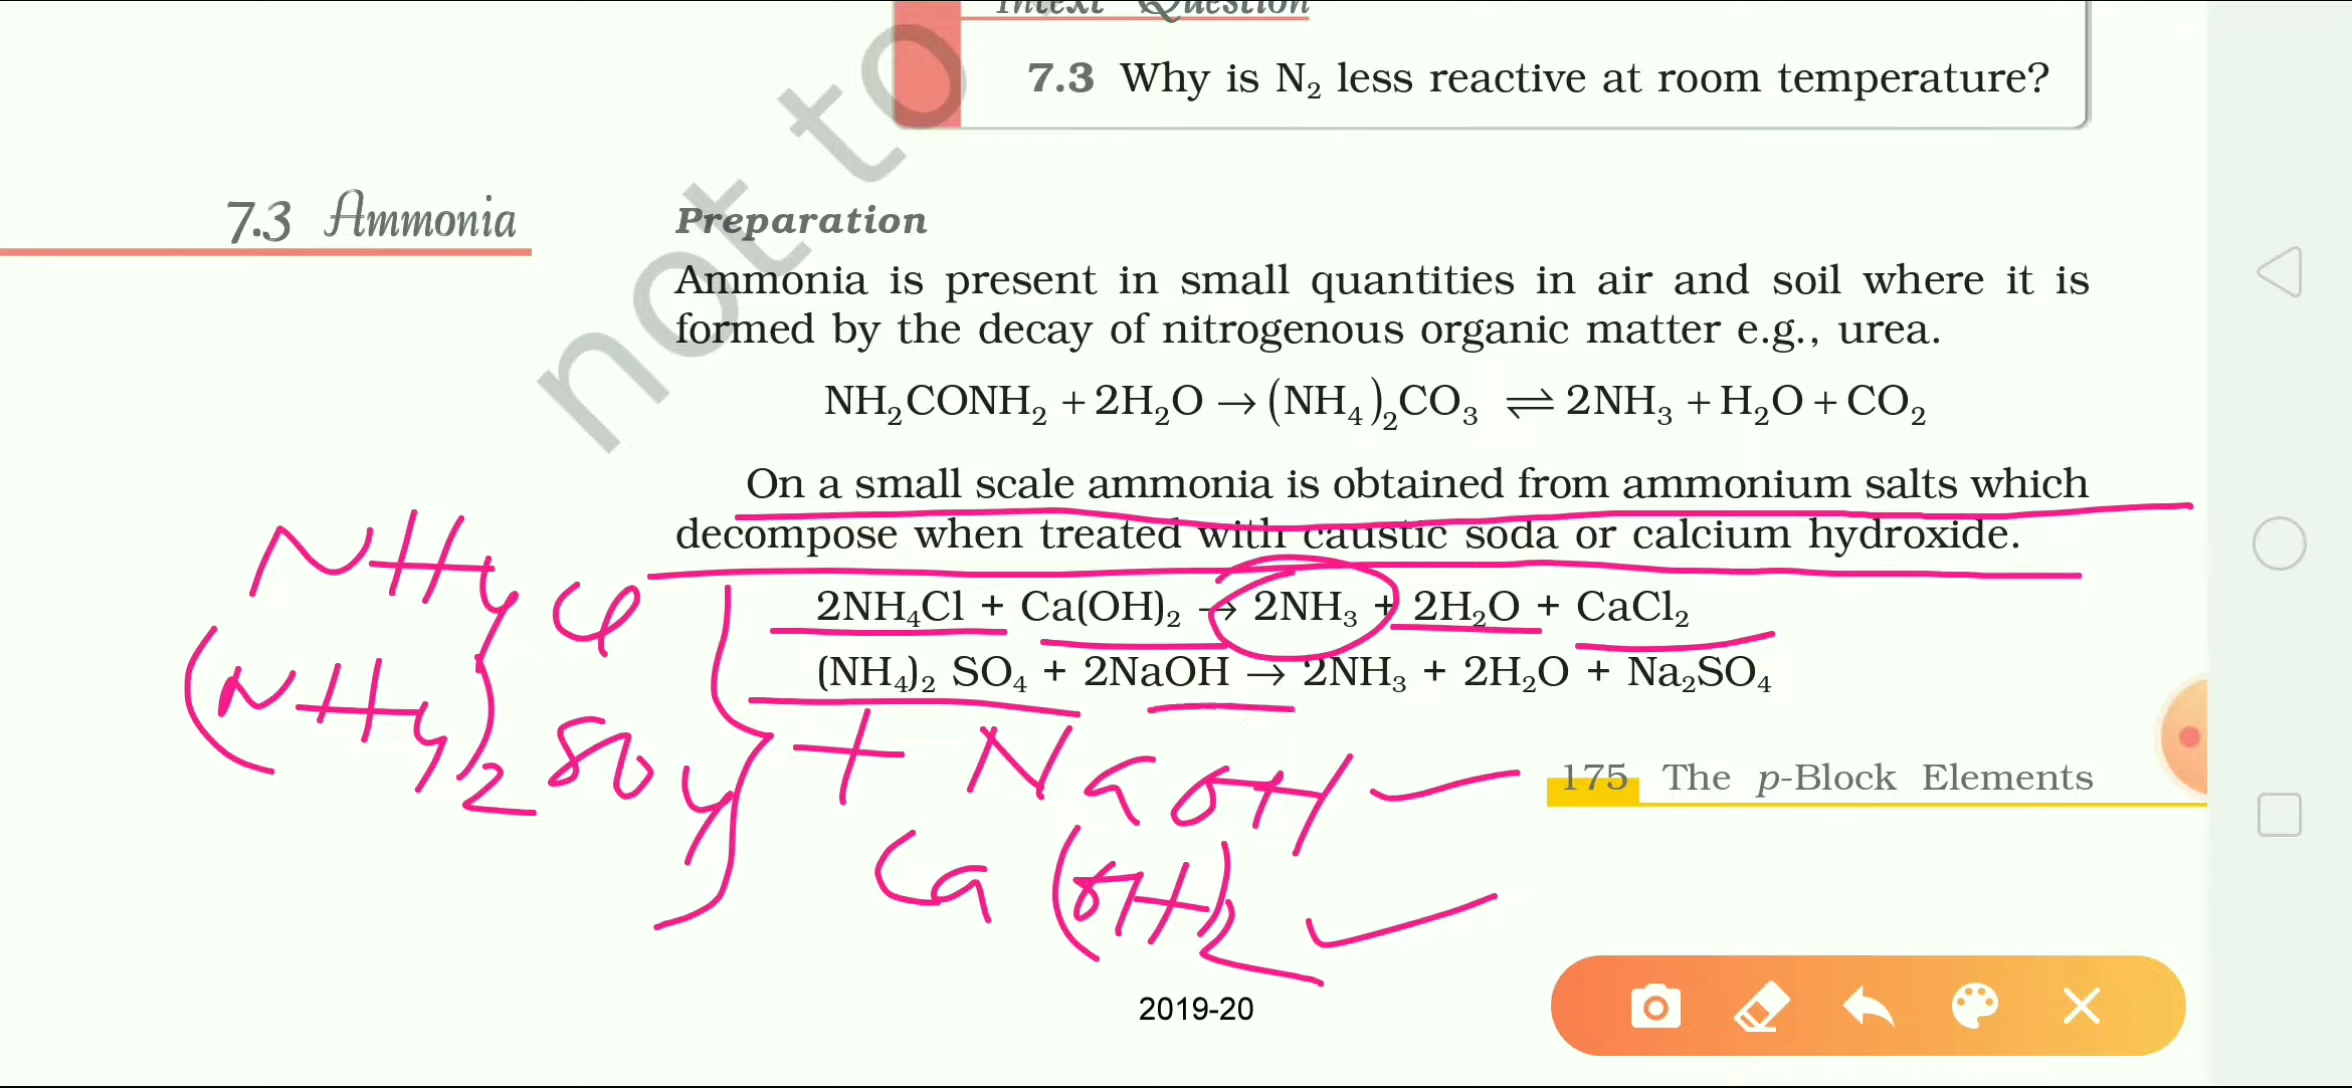 Intext Question
7.3 Why is N₂ less reactive at room temperature?
7.3 Ammonia
Preparation
Ammonia is present in small quantities in air and soil where it is
formed by the decay of nitrogenous organic matter e.g., urea.
NH₂CONH₂ + 2H₂O → (NH₄)₂CO₃ ⇌ 2NH₃ + H₂O + CO₂
On a small scale ammonia is obtained from ammonium salts which
decompose when treated with caustic soda or calcium hydroxide.
2NH₄Cl + Ca(OH)₂ → 2NH₃ + 2H₂O + CaCl₂
(NH₄)₂ SO₄ + 2NaOH → 2NH₃ + 2H₂O + Na₂SO₄
NH₄Cl
(NH₄)₂SO₄ + NaOH
Ca(OH)₂
175 The p-Block Elements
2019-20
not to